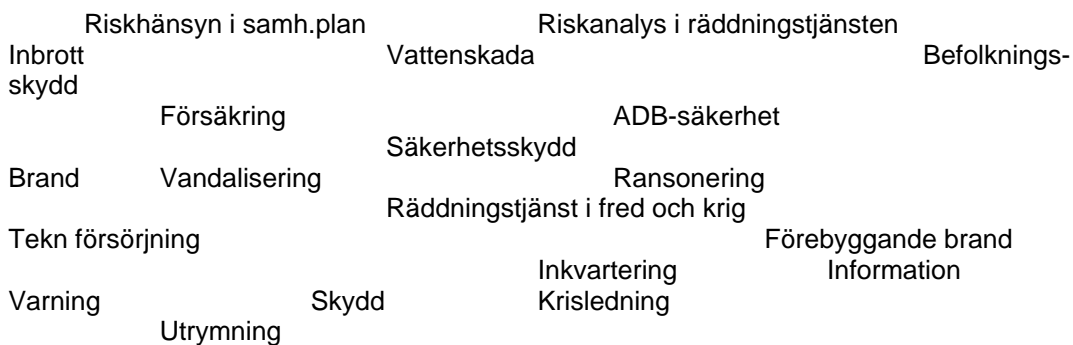 Riskhänsyn i samh.plan Riskanalys i räddningstjänsten
Inbrott Vattenskada Befolknings-
skydd
Försäkring ADB-säkerhet
Säkerhetsskydd
Brand Vandalisering Ransonering
Räddningstjänst i fred och krig
Tekn försörjning Förebyggande brand
Inkvartering Information
Varning Skydd Krisledning
Utrymning